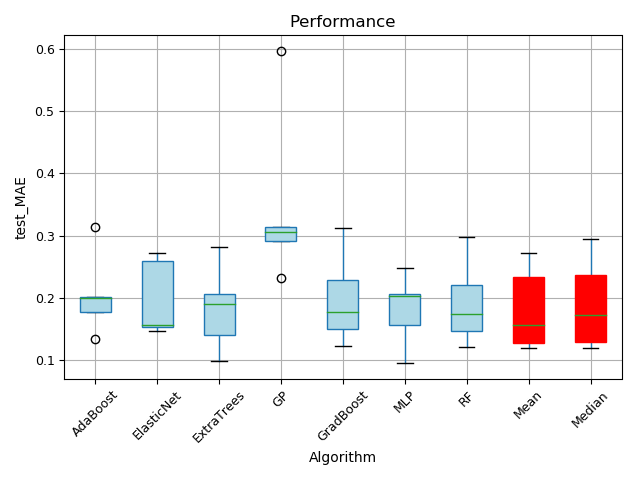 Performance
0.6
0.5
0.4
0.3
0.2
0.1
test_MAE
AdaBoost
ElasticNet
ExtraTrees
GP
GradBoost
MLP
RF
Mean
Median
Algorithm